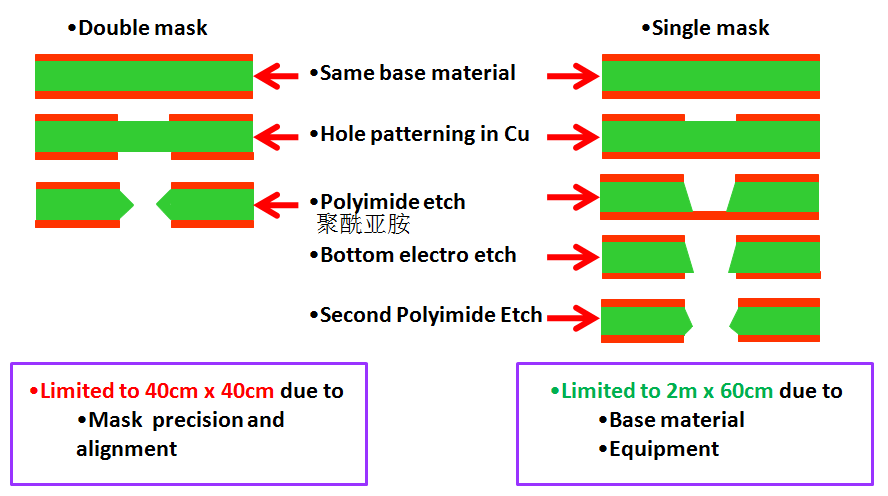 •Double mask
•Single mask
•Same base material
•Hole patterning in Cu
•Polyimide etch
聚酰亚胺
•Bottom electro etch
•Second Polyimide Etch
•Limited to 40cm x 40cm due to
•Mask precision and
alignment
•Limited to 2m x 60cm due to
•Base material
•Equipment